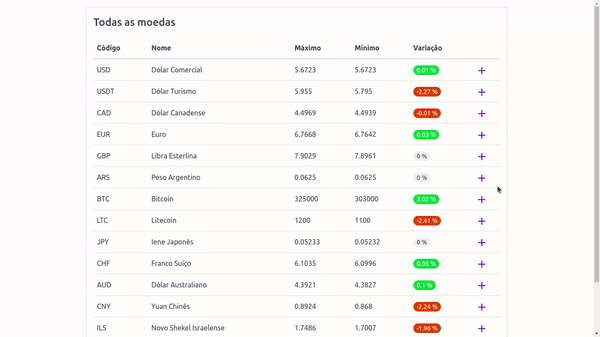 Todas as moedas
Código Nome Máximo Mínimo Variação
USD Dólar Comercial 5.6723 5.6723 0.01 % +
USDT Dólar Turismo 5.955 5.795 -2.27 % +
CAD Dólar Canadense 4.4969 4.4939 -0.01 % +
EUR Euro 6.7668 6.7642 0.03 % +
GBP Libra Esterlina 7.9029 7.8961 0 % +
ARS Peso Argentino 0.0625 0.0625 0 % +
BTC Bitcoin 325000 303000 3.02 % +
LTC Litecoin 1200 1100 -2.41 % +
JPY Iene Japonês 0.05233 0.05232 0 % +
CHF Franco Suíço 6.1035 6.0996 0.05 % +
AUD Dólar Australiano 4.3921 4.3827 0.1 % +
CNY Yuan Chinês 0.8924 0.868 -2.24 % +
ILS Novo Shekel Israelense 1.7486 1.7007 -1.96 % +